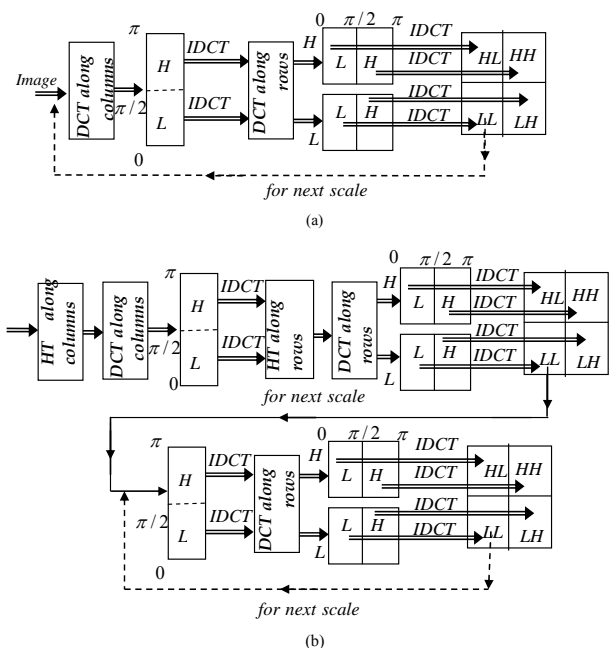 0 π/2 π
π IDCT H IDCT
Image
DCT along columns
H
DCT along rows
L H IDCT HL HH
π/2 IDCT IDCT
L
L
L H
IDCT LL LH
0
for next scale
(a)
0 π/2 π
π IDCT H IDCT
HT along columns
DCT along columns
H
HT along rows
DCT along rows
L H IDCT HL HH
π/2 IDCT IDCT
L
L
L H
IDCT LL LH
0
for next scale
0 π/2 π
π IDCT H IDCT
H
DCT along rows
L H IDCT HL HH
π/2 IDCT IDCT
L
L
L H
IDCT LL LH
0
for next scale
(b)